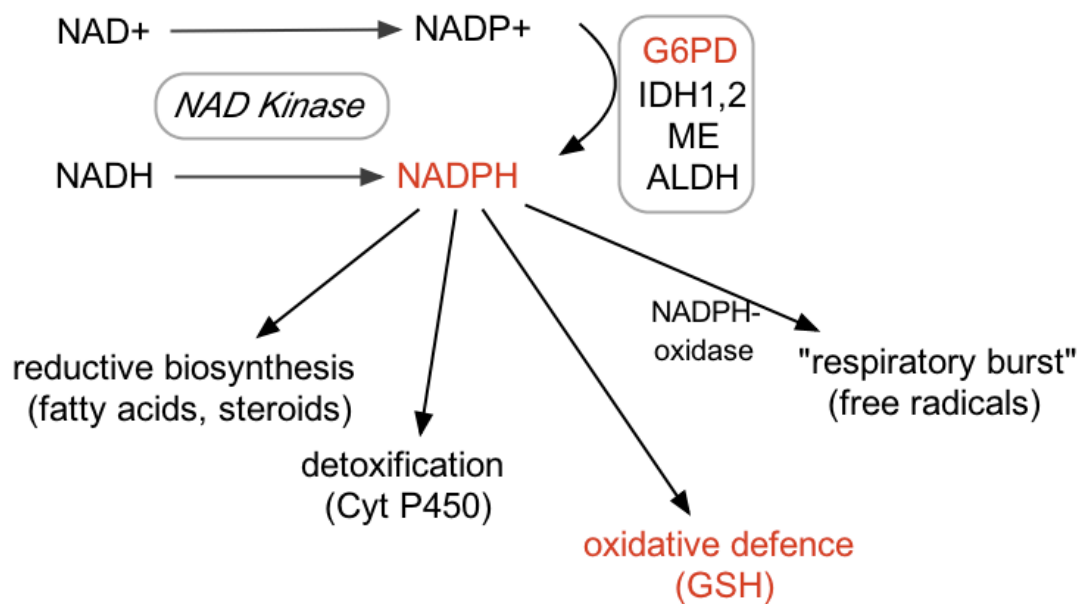 NAD+
NADP+
G6PD
IDH1,2
ME
ALDH
NAD Kinase
NADH
NADPH
NADPH-
oxidase
reductive biosynthesis
(fatty acids, steroids)
"respiratory burst"
(free radicals)
detoxification
(Cyt P450)
oxidative defence
(GSH)